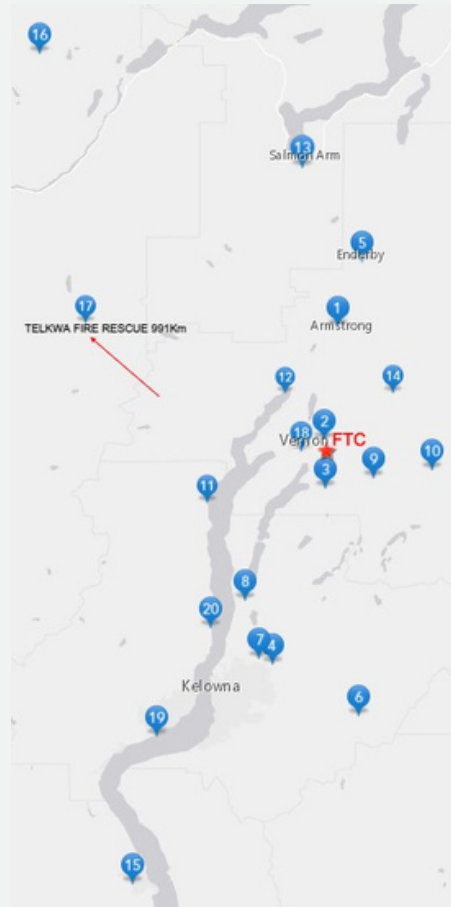 16
13
Salmon Arm
5
Enderby
17
1
TELKWA FIRE RESCUE 991Km
Armstrong
12
14
2
18
Vernon
FTC
10
9
3
11
8
20
7
4
Kelowna
6
19
15